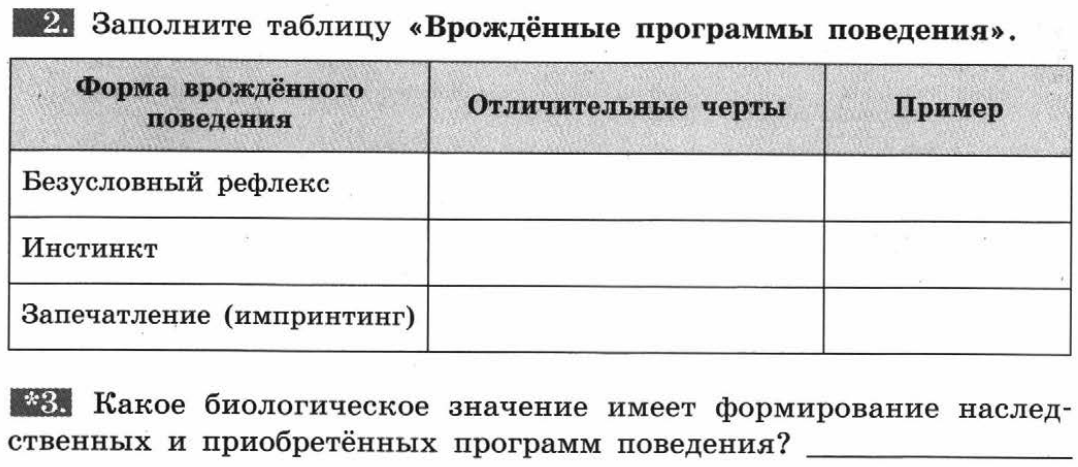 2. Заполните таблицу «Врождённые программы поведения».
Форма врождённого
поведения
Отличительные черты
Пример
Безусловный рефлекс
Инстинкт
Запечатление (импринтинг)
*3. Какое биологическое значение имеет формирование наслед-
ственных и приобретённых программ поведения?